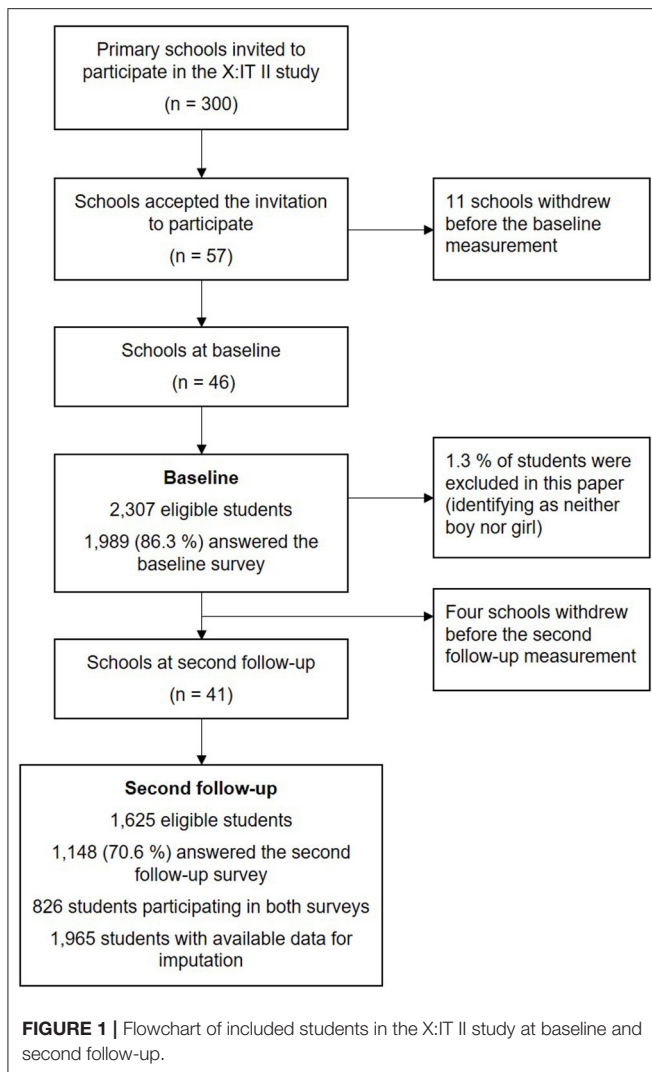 Primary schools invited to
participate in the X:IT II study
(n = 300)
Schools accepted the invitation
to participate
(n = 57)
11 schools withdrew
before the baseline
measurement
Schools at baseline
(n = 46)
Baseline
2,307 eligible students
1,989 (86.3 %) answered the
baseline survey
1.3 % of students were
excluded in this paper
(identifying as neither
boy nor girl)
Four schools withdrew
before the second
follow-up measurement
Schools at second follow-up
(n = 41)
Second follow-up
1,625 eligible students
1,148 (70.6 %) answered the second
follow-up survey
826 students participating in both surveys
1,965 students with available data for
imputation
FIGURE 1 | Flowchart of included students in the X:IT II study at baseline and
second follow-up.